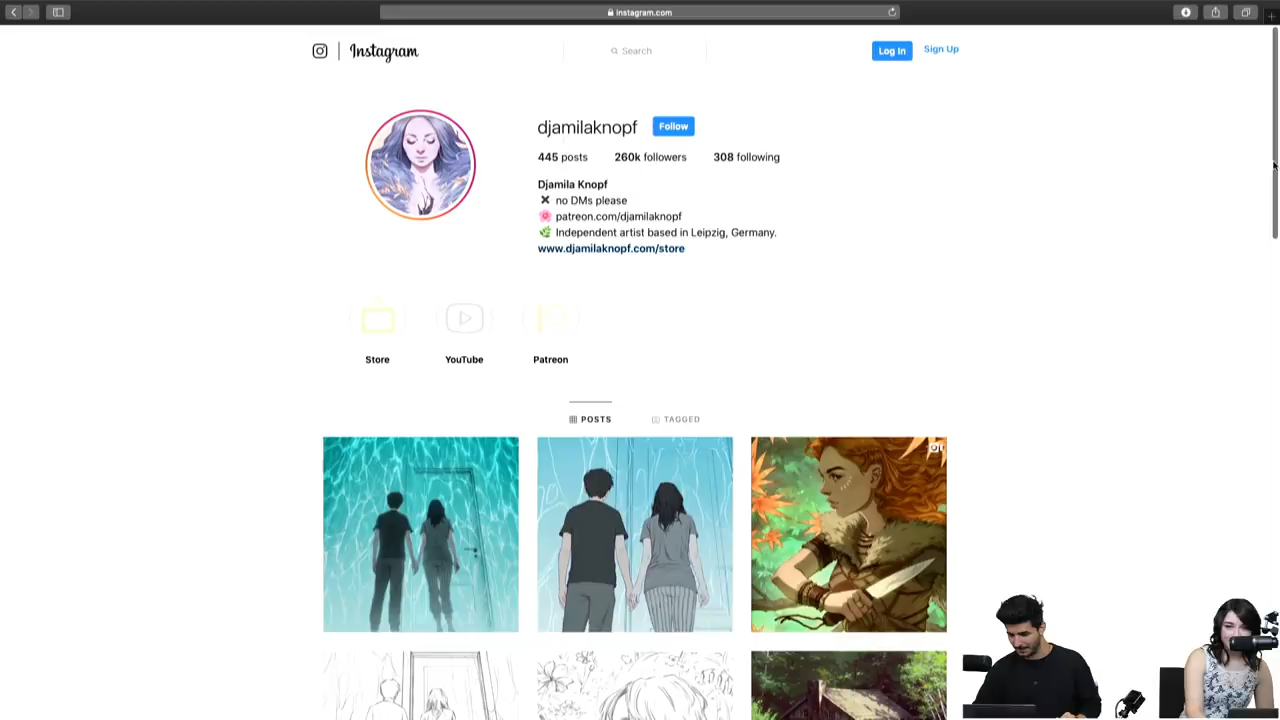 instagram.com
Instagram
Search
Log In
Sign Up
djamilaknopf
Follow
445 posts 260k followers 308 following
Djamila Knopf
no DMs please
patreon.com/djamilaknopf
Independent artist based in Leipzig, Germany.
www.djamilaknopf.com/store
Store YouTube Patreon
POSTS TAGGED